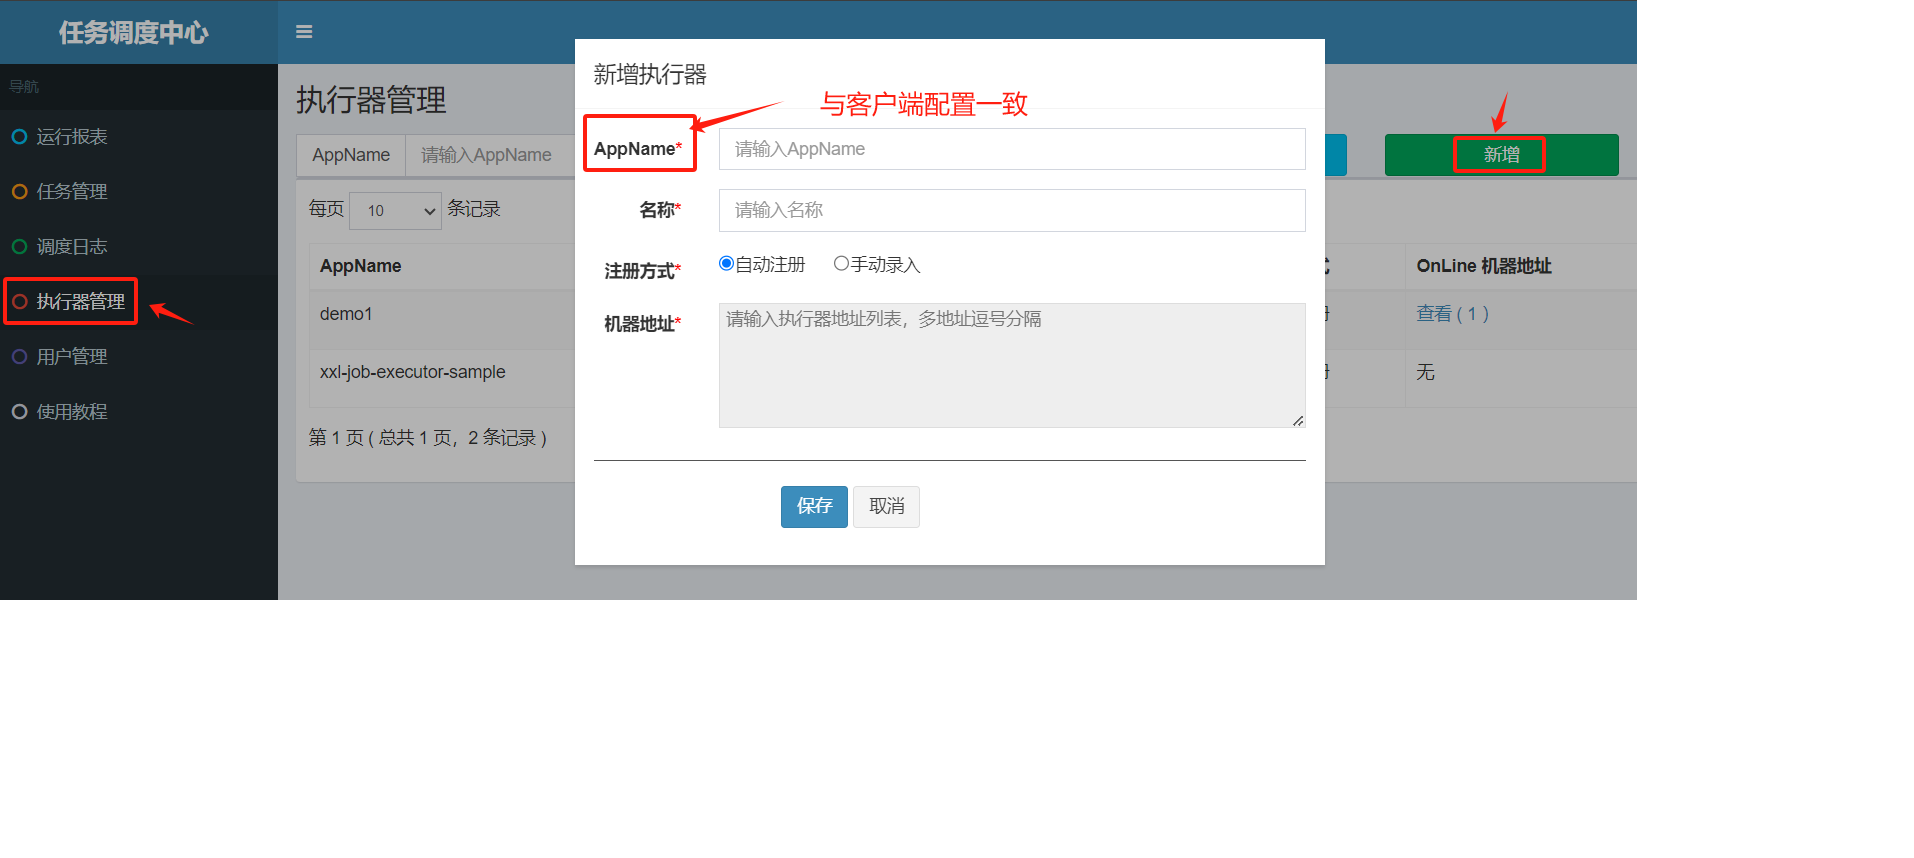 任务调度中心
导航
运行报表
任务管理
调度日志
执行器管理
用户管理
使用教程
执行器管理
AppName 请输入AppName
新增
每页 10 条记录
AppName
OnLine 机器地址
demo1
查看 ( 1 )
xxl-job-executor-sample
无
第 1 页 ( 总共 1 页，2 条记录 )
新增执行器
与客户端配置一致
AppName* 请输入AppName
名称* 请输入名称
注册方式* 自动注册 手动录入
机器地址* 请输入执行器地址列表，多地址逗号分隔
保存 取消